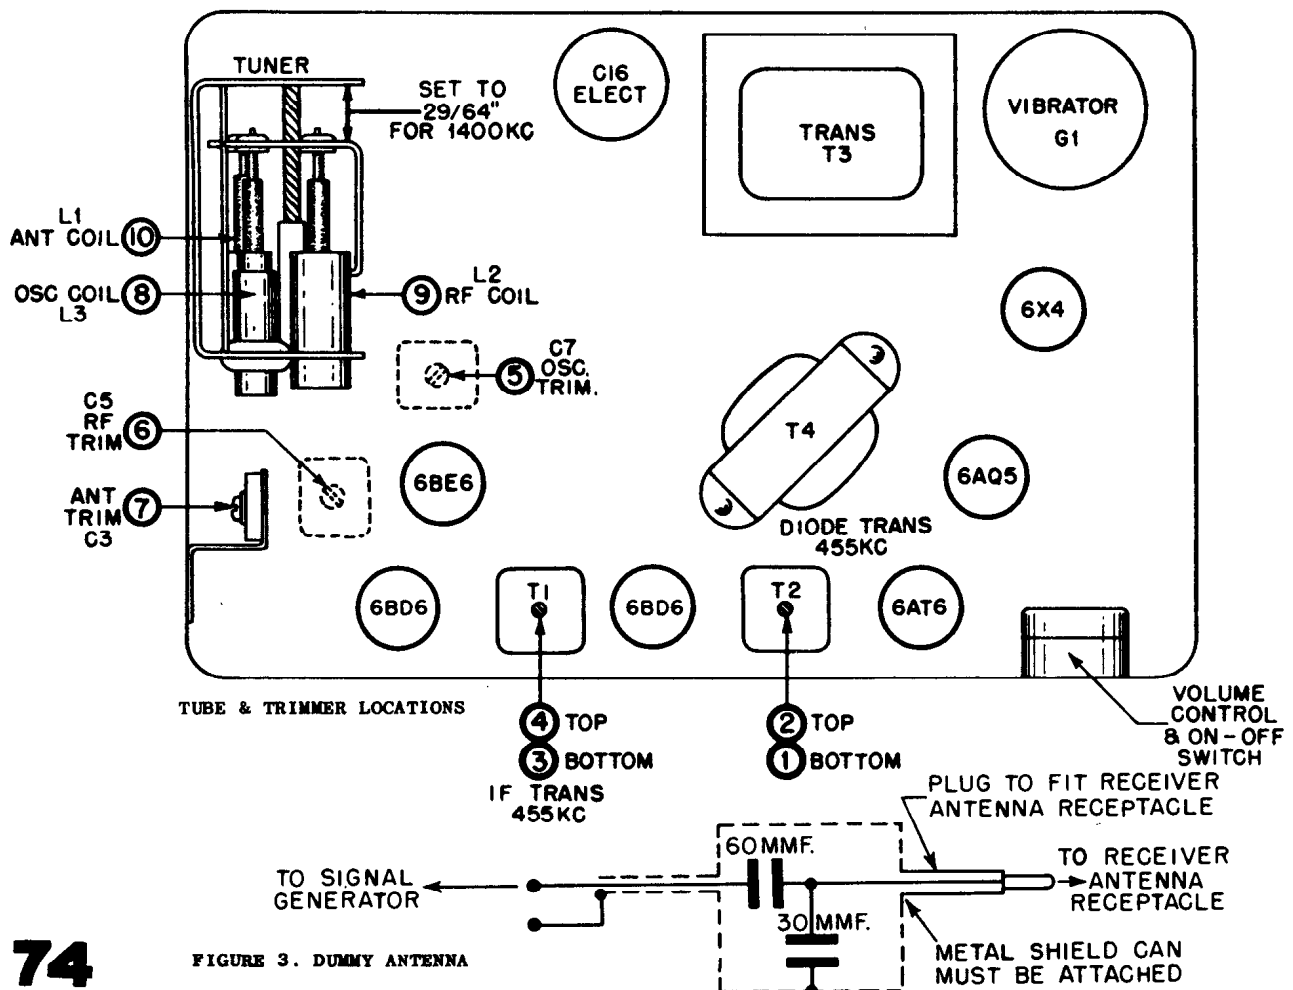 TUNER
SET TO
29/64"
FOR 1400KC
C16
ELECT
TRANS
T3
VIBRATOR
G1
L1
ANT COIL 10
OSC COIL 8
L3
L2
9 RF COIL
6X4
C7
5 OSC.
TRIM.
C5
RF
TRIM 6
ANT
TRIM 7
C3
6BE6
T4
6AQ5
DIODE TRANS
455KC
6BD6
T1
6BD6
T2
6AT6
TUBE & TRIMMER LOCATIONS
4 TOP
3 BOTTOM
IF TRANS
455KC
2 TOP
1 BOTTOM
VOLUME
CONTROL
& ON-OFF
SWITCH
PLUG TO FIT RECEIVER
ANTENNA RECEPTACLE
60MMF.
TO SIGNAL
GENERATOR
TO RECEIVER
ANTENNA
RECEPTACLE
30MMF.
METAL SHIELD CAN
MUST BE ATTACHED
74
FIGURE 3. DUMMY ANTENNA